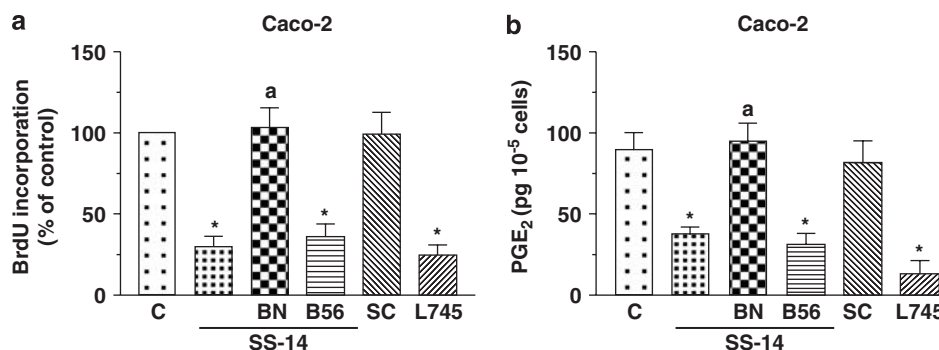 a
Caco-2
BrdU incorporation
(% of control)
150
100
50
0
a
*
*
*
C
BN
B56
SC
L745
SS-14
b
Caco-2
PGE2 (pg 10-5 cells)
150
100
50
0
a
*
*
*
C
BN
B56
SC
L745
SS-14